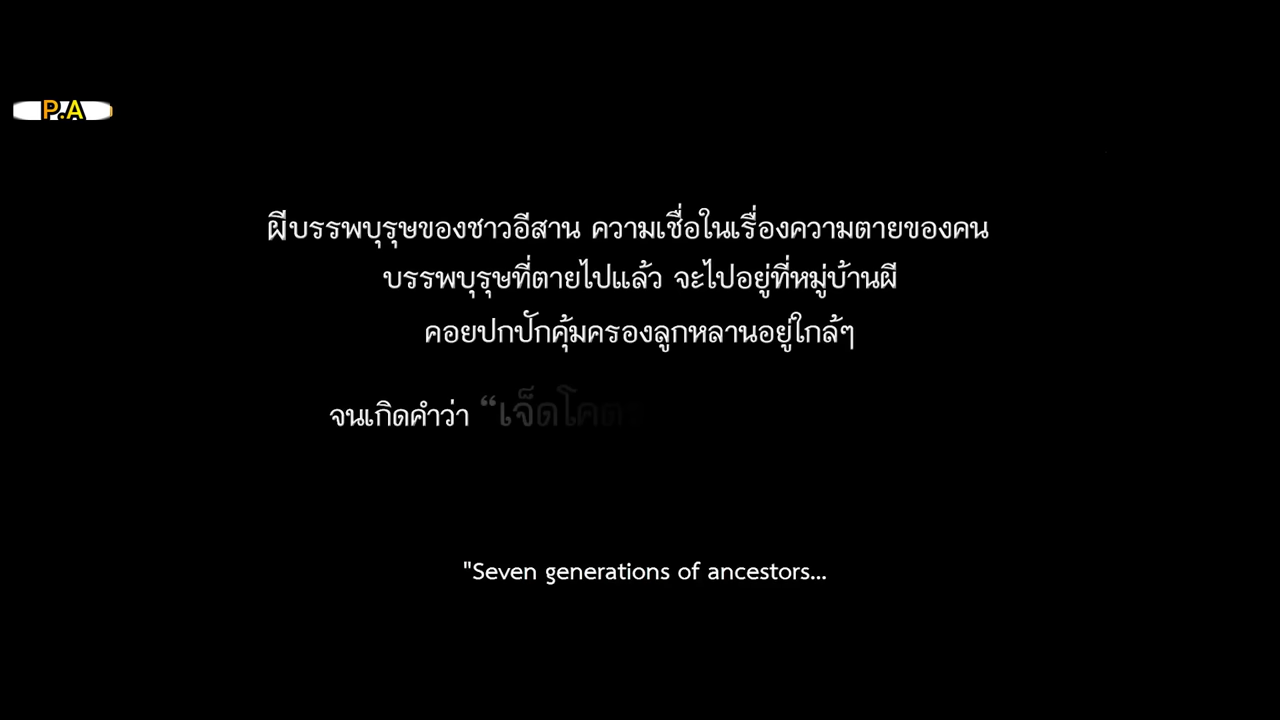 P.A
ผีบรรพบุรุษของชาวอีสาน ความเชื่อในเรื่องความตายของคน
บรรพบุรุษที่ตายไปแล้ว จะไปอยู่ที่หมู่บ้านผี
คอยปกปักคุ้มครองลูกหลานอยู่ใกล้ๆ
จนเกิดคำว่า “เจ็ดโคตร
"Seven generations of ancestors...